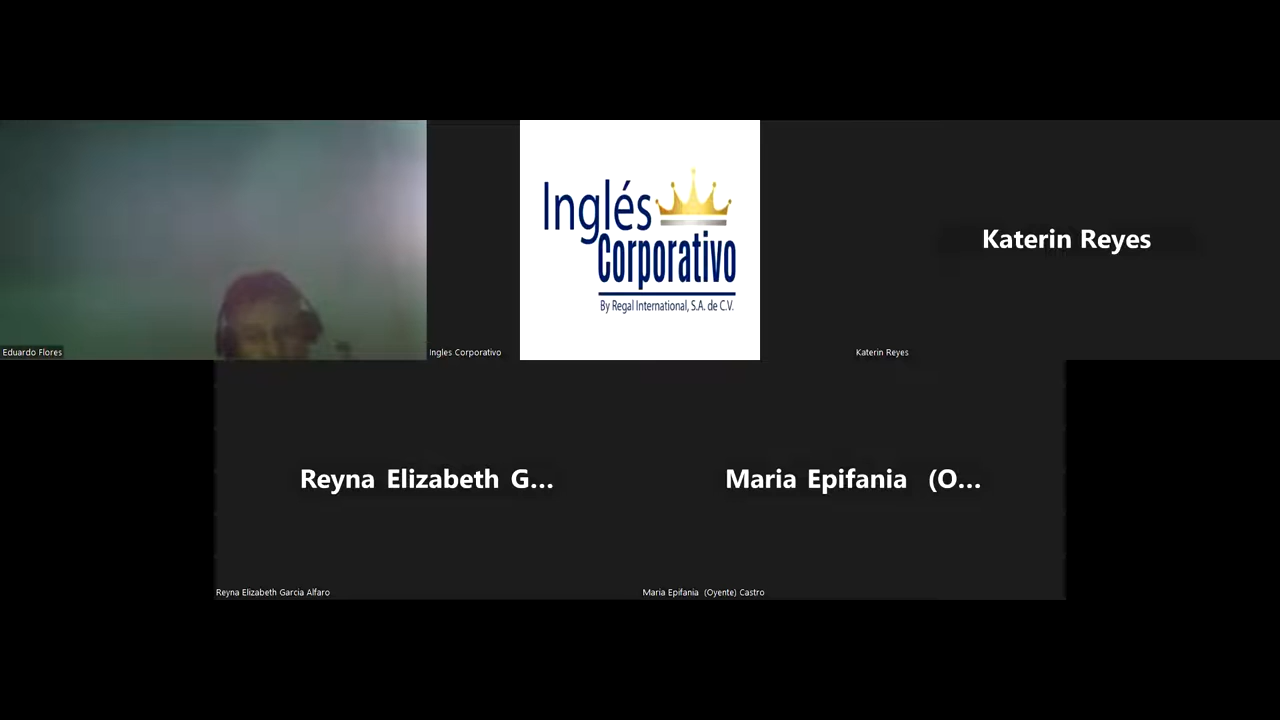 Inglés
Corporativo
By Regal International, S.A. de C.V.
Katerin Reyes
Eduardo Flores
Ingles Corporativo
Katerin Reyes
Reyna Elizabeth G...
Maria Epifania (O...
Reyna Elizabeth Garcia Alfaro
Maria Epifania (Oyente) Castro